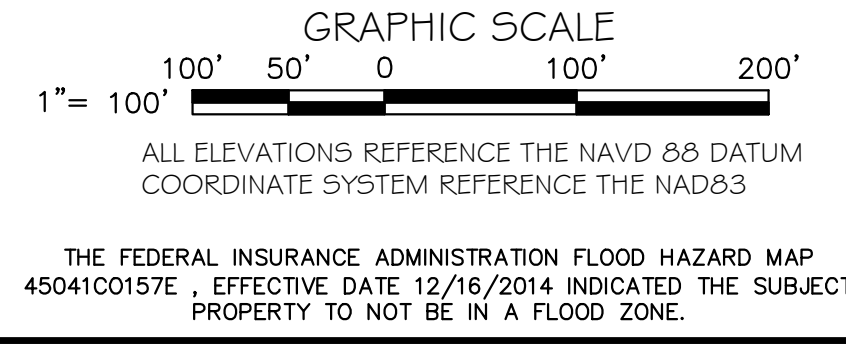 GRAPHIC SCALE
100' 50' 0 100' 200'
1"= 100'
ALL ELEVATIONS REFERENCE THE NAVD 88 DATUM
COORDINATE SYSTEM REFERENCE THE NAD83
THE FEDERAL INSURANCE ADMINISTRATION FLOOD HAZARD MAP
45041C0157E , EFFECTIVE DATE 12/16/2014 INDICATED THE SUBJECT
PROPERTY TO NOT BE IN A FLOOD ZONE.